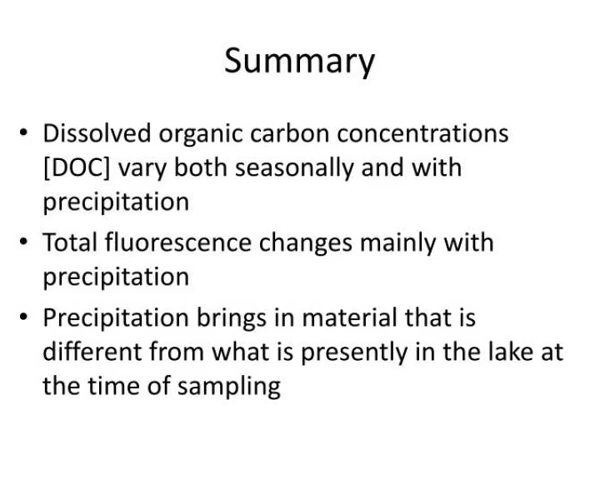 Summary
• Dissolved organic carbon concentrations
[DOC] vary both seasonally and with
precipitation
• Total fluorescence changes mainly with
precipitation
• Precipitation brings in material that is
different from what is presently in the lake at
the time of sampling